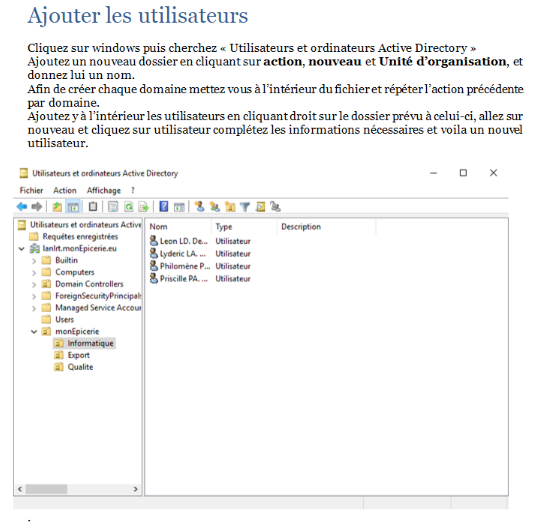 Ajouter les utilisateurs
Cliquez sur windows puis cherchez « Utilisateurs et ordinateurs Active Directory »
Ajoutez un nouveau dossier en cliquant sur action, nouveau et Unité d'organisation, et
donnez lui un nom.
Afin de créer chaque domaine mettez vous à l'intérieur du fichier et répéter l'action précédente
par domaine.
Ajoutez y à l'intérieur les utilisateurs en cliquant droit sur le dossier prévu à celui-ci, allez sur
nouveau et cliquez sur utilisateur complétez les informations nécessaires et voila un nouvel
utilisateur.
Utilisateurs et ordinateurs Active Directory
Fichier Action Affichage ?
Utilisateurs et ordinateurs Active
Requêtes enregistrées
lanlrt.monEpicerie.eu
Builtin
Computers
Domain Controllers
ForeignSecurityPrincipals
Managed Service Accour
Users
monEpicerie
Informatique
Export
Qualite
Nom Type Description
Leon LD. De... Utilisateur
Lyderic LA. ... Utilisateur
Philomène P... Utilisateur
Priscille PA. ... Utilisateur
.